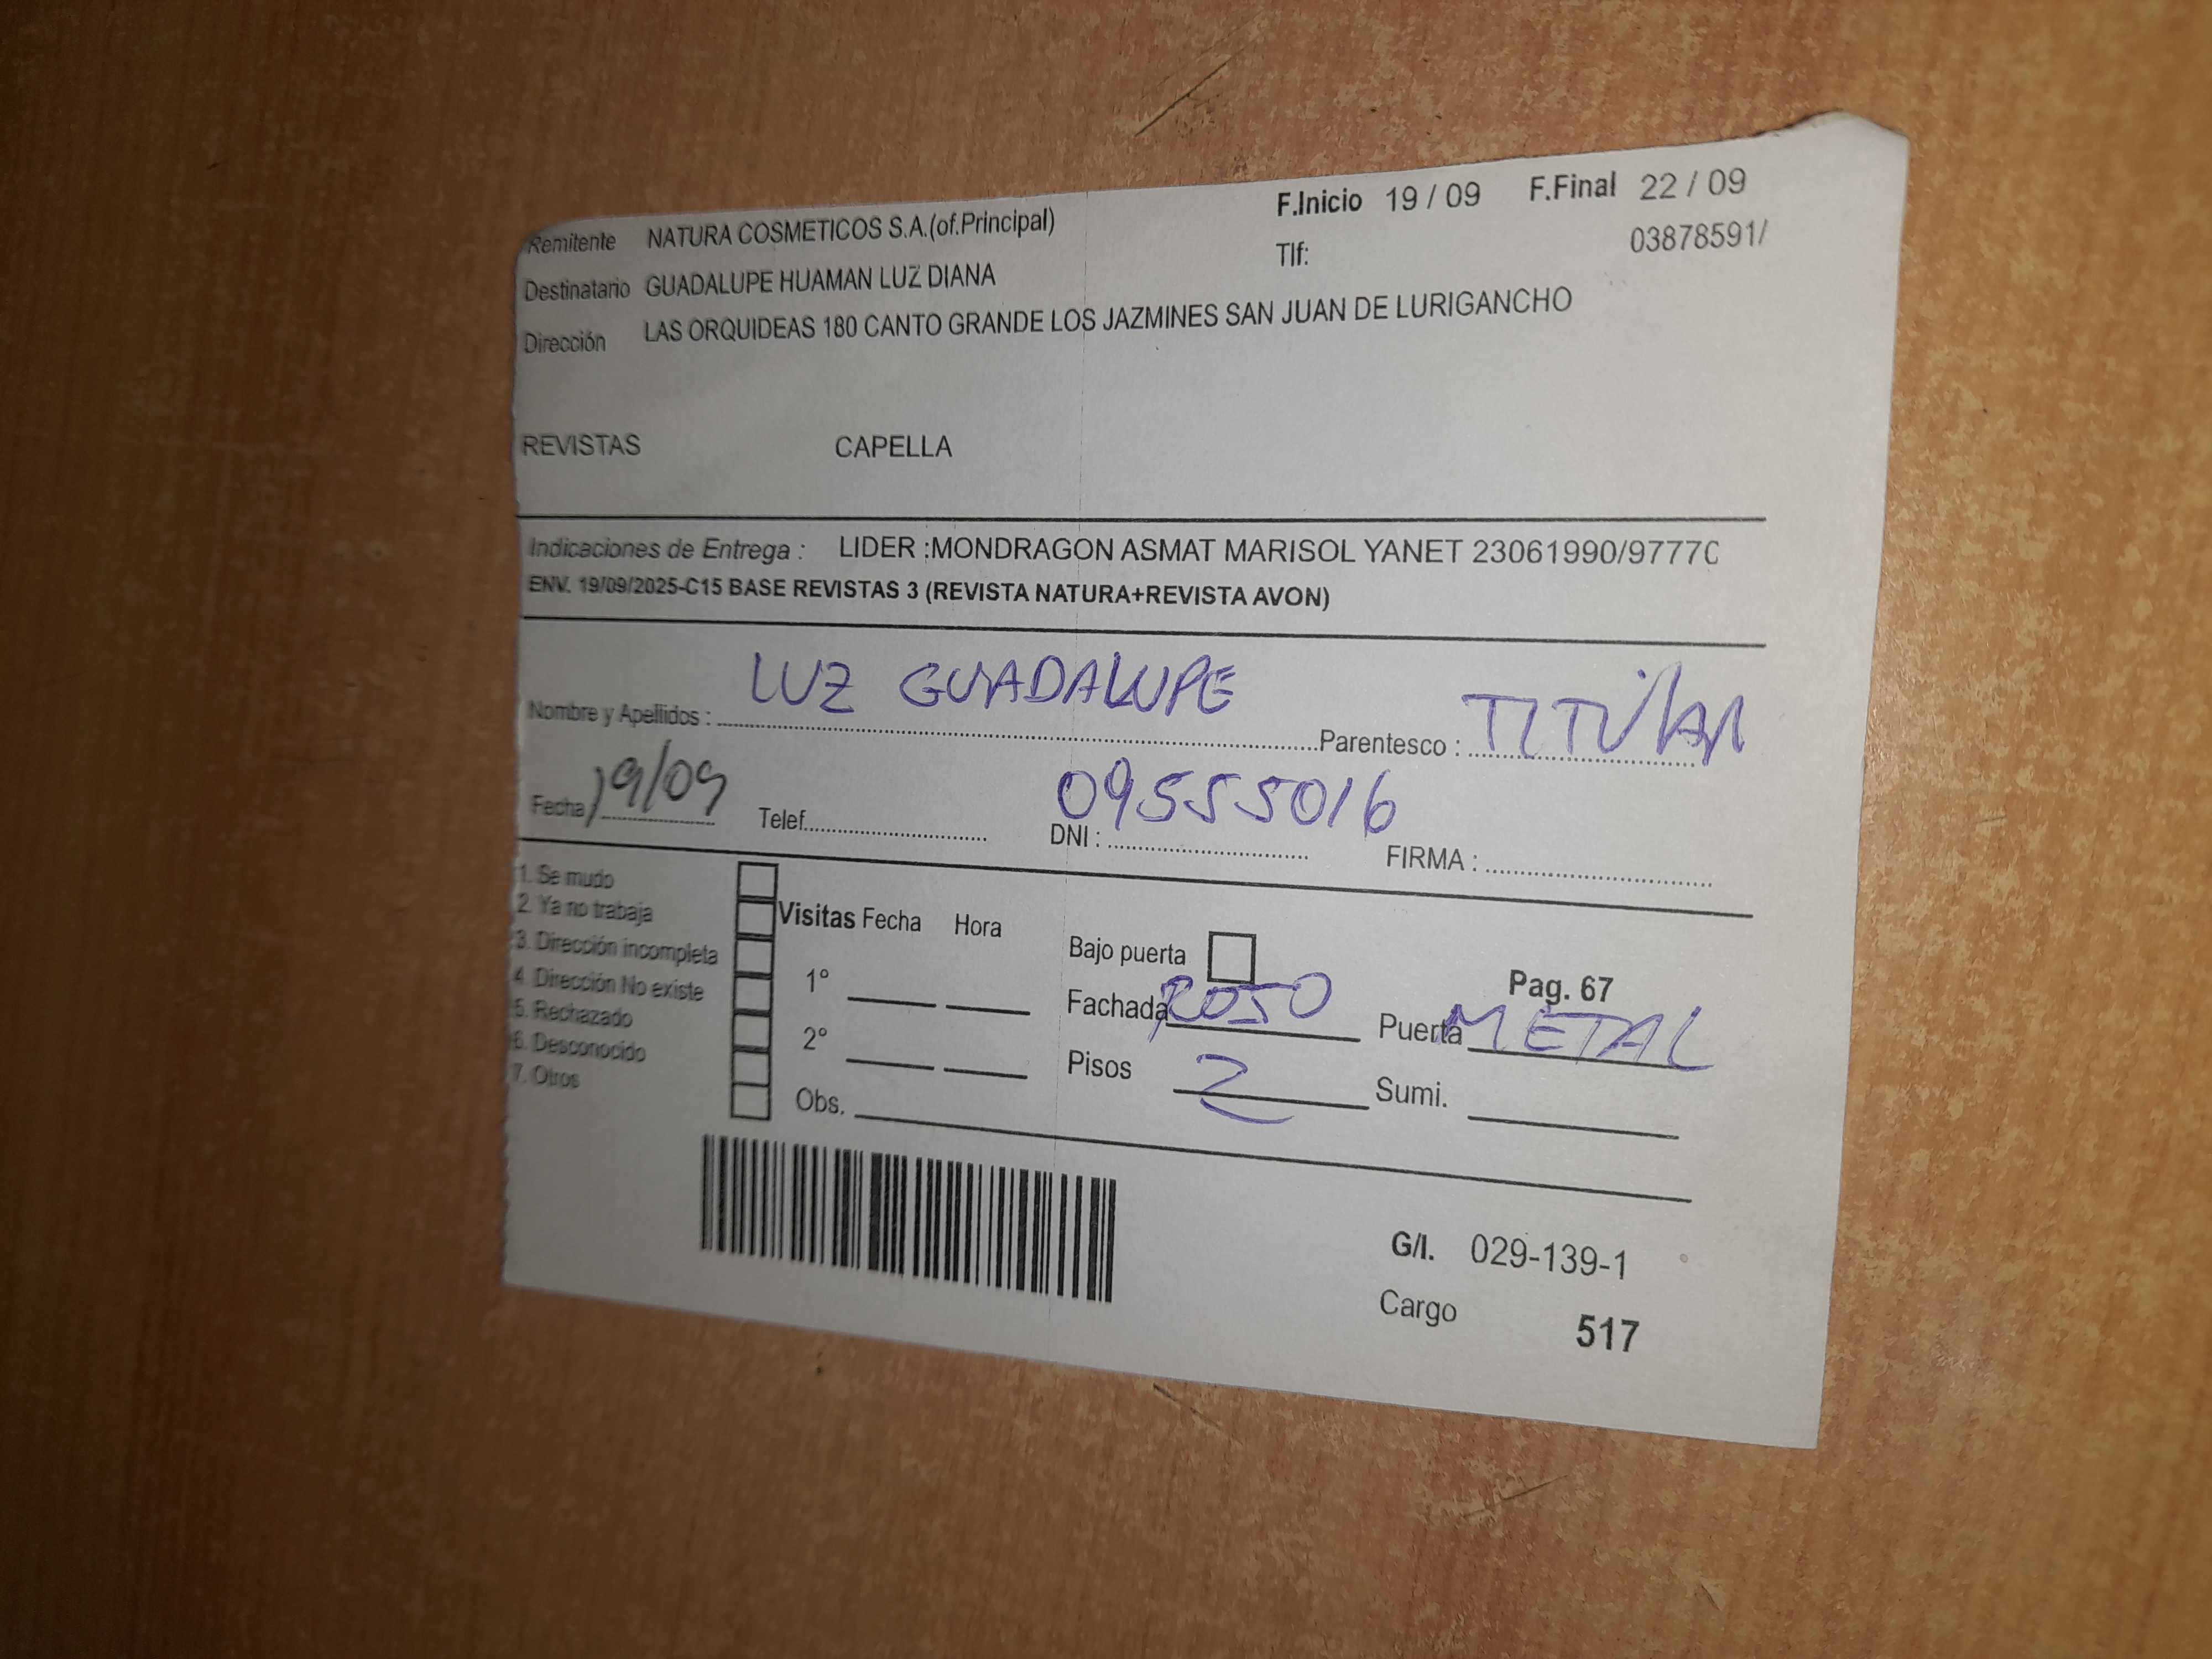 Remitente NATURA COSMETICOS S.A.(of.Principal) F.Inicio 19 / 09 F.Final 22 / 09
Destinatario GUADALUPE HUAMAN LUZ DIANA Tlf: 03878591/
Dirección LAS ORQUIDEAS 180 CANTO GRANDE LOS JAZMINES SAN JUAN DE LURIGANCHO
REVISTAS CAPELLA
Indicaciones de Entrega : LIDER :MONDRAGON ASMAT MARISOL YANET 23061990/9777
ENV. 19/09/2025-C15 BASE REVISTAS 3 (REVISTA NATURA+REVISTA AVON)
Nombre y Apellidos : LUZ GUADALUPE Parentesco : TITULAR
Fecha 19/09 Telef. DNI : 09555016 FIRMA :
1. Se mudo
2. Ya no trabaja Visitas Fecha Hora
3. Dirección incompleta Bajo puerta
4. Dirección No existe 1° Fachada ROSO Pag. 67
5. Rechazado Puerta METAL
6. Desconocido 2° Pisos 2 Sumi.
7. Otros Obs.
G/I. 029-139-1
Cargo 517